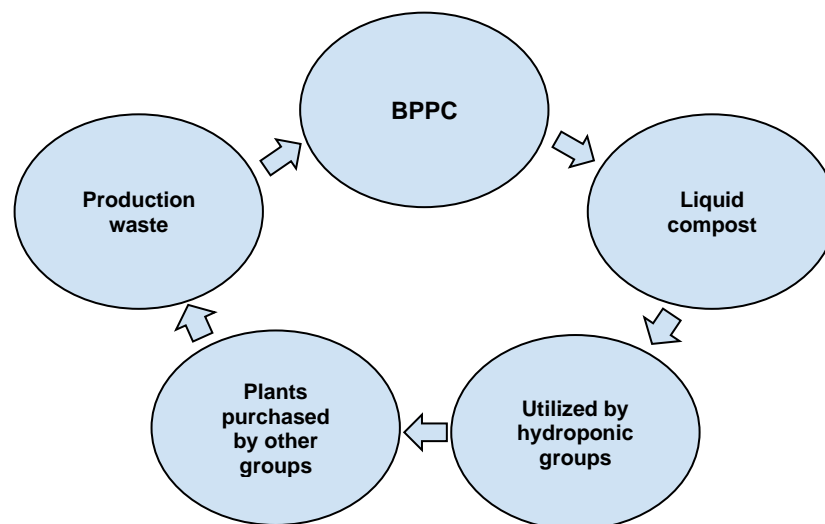 BPPC
Liquid
compost
Utilized by
hydroponic
groups
Plants
purchased
by other
groups
Production
waste